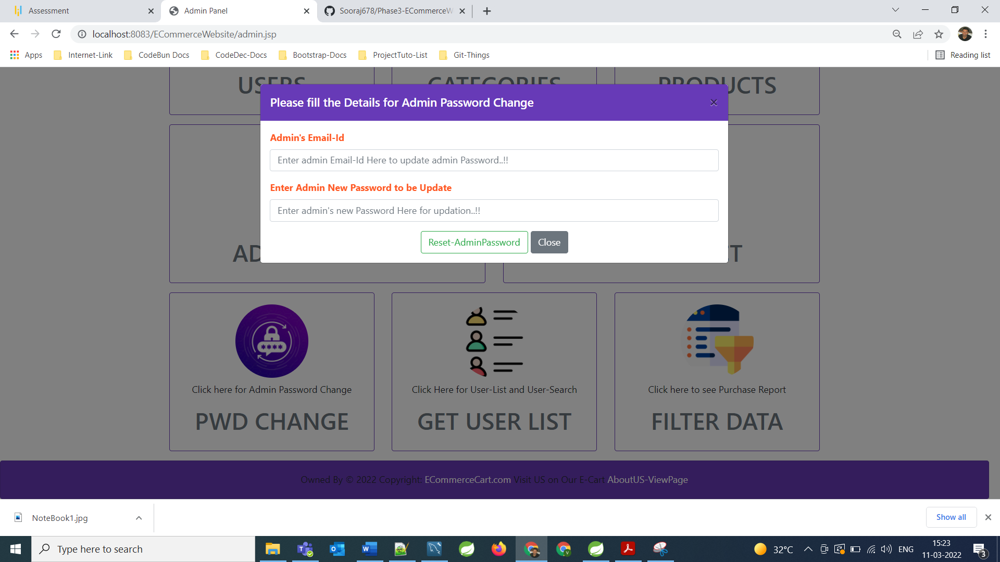 Assessment
Admin Panel
Sooraj678/Phase3-ECommerceW
localhost:8083/ECommerceWebsite/admin.jsp
Apps
Internet-Link
CodeBun Docs
CodeDec-Docs
Bootstrap-Docs
ProjectTuto-List
Git-Things
Reading list
Please fill the Details for Admin Password Change
×
Admin's Email-Id
Enter admin Email-Id Here to update admin Password..!!
Enter Admin New Password to be Update
Enter admin's new Password Here for updation..!!
Reset-AdminPassword
Close
Click here for Admin Password Change
PWD CHANGE
Click Here for User-List and User-Search
GET USER LIST
Click here to see Purchase Report
FILTER DATA
Owned By © 2022 Copyright: ECommerceCart.com Visit US on Our E-Cart AboutUS-ViewPage
NoteBook1.jpg
Show all
Type here to search
32°C
ENG
15:23
11-03-2022
3